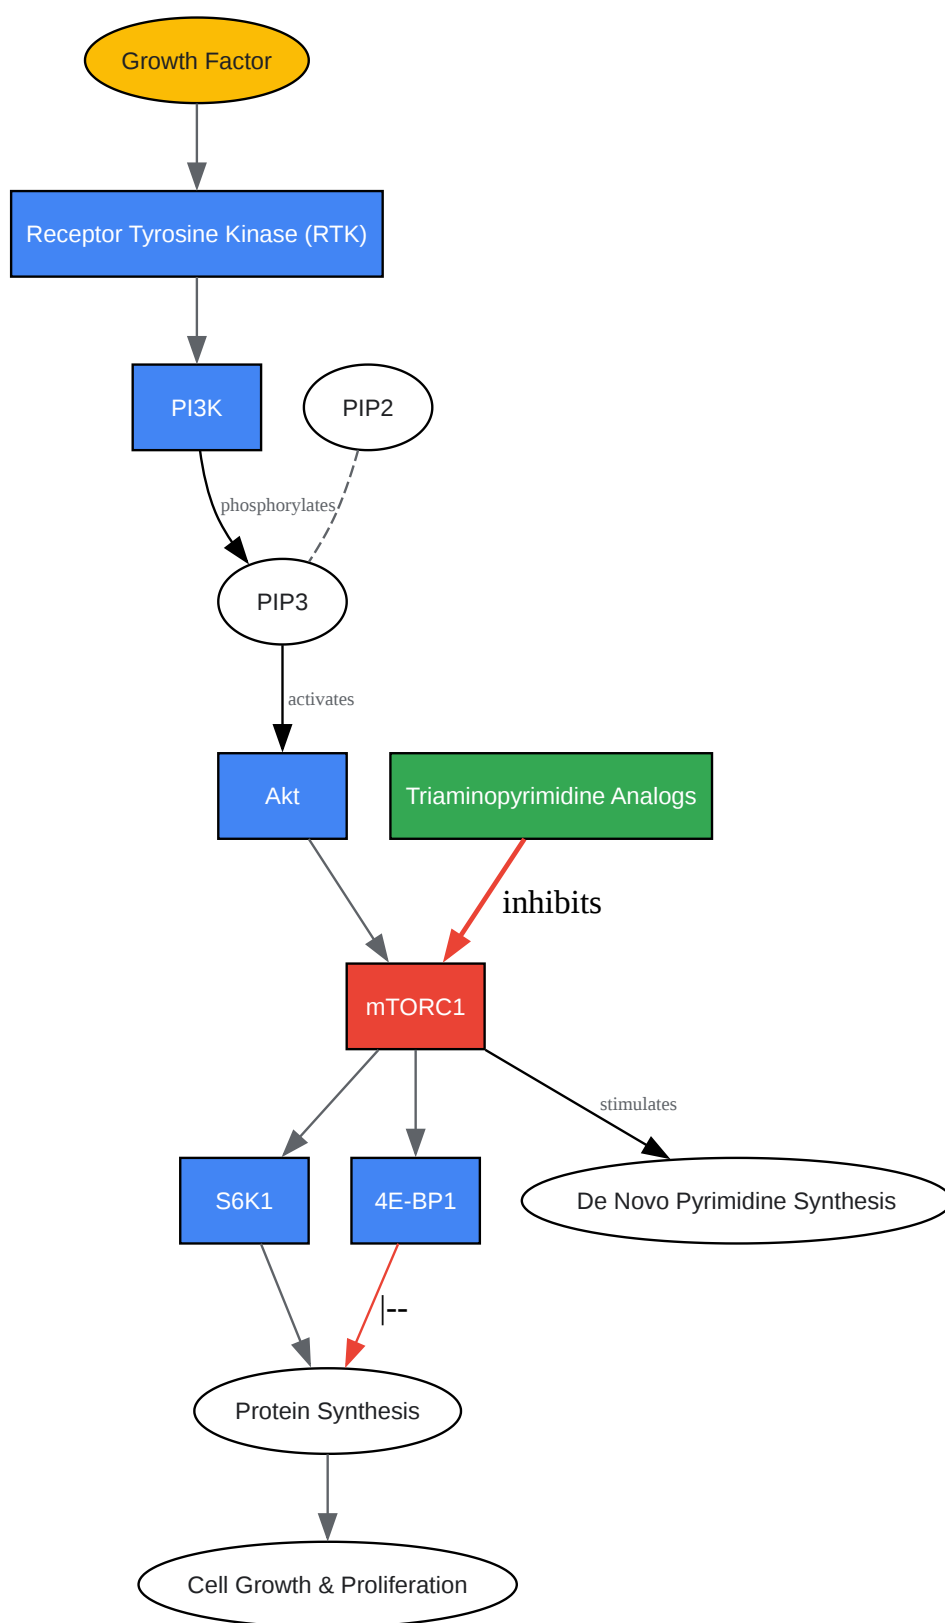 Growth Factor
Receptor Tyrosine Kinase (RTK)
PI3K
PIP2
phosphorylates
PIP3
activates
Akt
Triaminopyrimidine Analogs
inhibits
mTORC1
stimulates
S6K1
4E-BP1
De Novo Pyrimidine Synthesis
|--
Protein Synthesis
Cell Growth & Proliferation